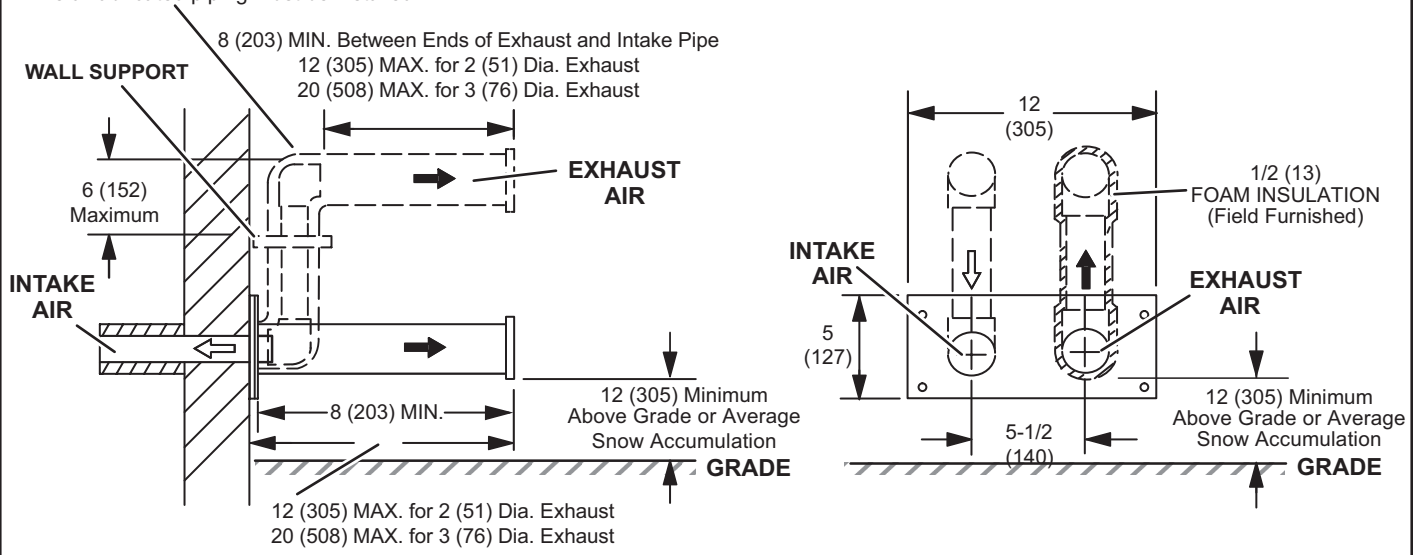 8 (203) MIN. Between Ends of Exhaust and Intake Pipe
12 (305) MAX. for 2 (51) Dia. Exhaust
20 (508) MAX. for 3 (76) Dia. Exhaust
WALL SUPPORT
6 (152)
Maximum
EXHAUST
AIR
INTAKE
AIR
8 (203) MIN.
12 (305) Minimum
Above Grade or Average
Snow Accumulation
GRADE
12 (305) MAX. for 2 (51) Dia. Exhaust
20 (508) MAX. for 3 (76) Dia. Exhaust
12
(305)
1/2 (13)
FOAM INSULATION
(Field Furnished)
INTAKE
AIR
EXHAUST
AIR
5
(127)
5-1/2
(140)
12 (305) Minimum
Above Grade or Average
Snow Accumulation
GRADE